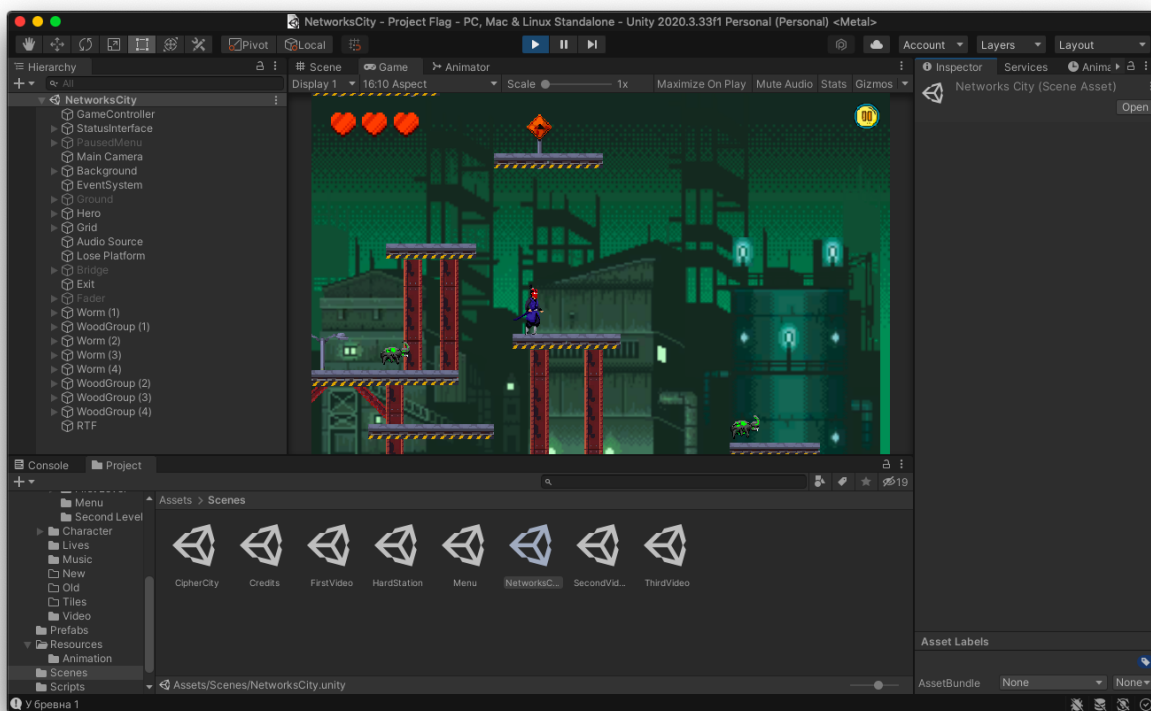 NetworksCity - Project Flag - PC, Mac & Linux Standalone - Unity 2020.3.33f1 Personal (Personal) <Metal>
Pivot Local Account Layers Layout
Hierarchy
All
NetworksCity
GameController
StatusInterface
PausedMenu
Main Camera
Background
EventSystem
Ground
Hero
Grid
Audio Source
Lose Platform
Bridge
Exit
Fader
Worm (1)
WoodGroup (1)
Worm (2)
Worm (3)
Worm (4)
WoodGroup (2)
WoodGroup (3)
WoodGroup (4)
RTF
Scene Game Animator
Display 1 16:10 Aspect Scale 1x Maximize On Play Mute Audio Stats Gizmos
Inspector Services Anima
Networks City (Scene Asset)
Open
Console Project
19
Menu
Second Level
Character
Lives
Music
New
Old
Tiles
Video
Prefabs
Resources
Animation
Scenes
Scripts
Assets > Scenes
CipherCity Credits FirstVideo HardStation Menu NetworksC... SecondVid... ThirdVideo
Assets/Scenes/NetworksCity.unity
Asset Labels
AssetBundle None None
У бревна 1